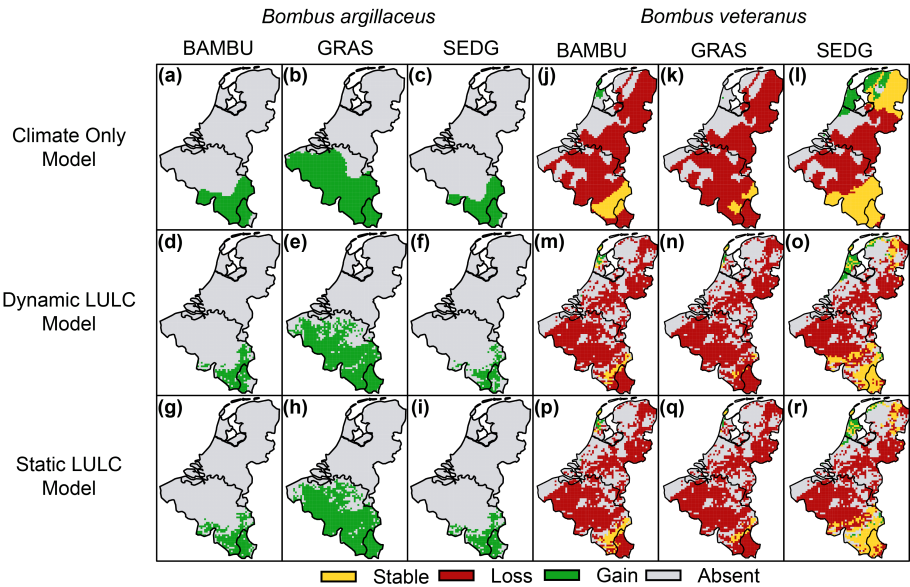 Bombus argillaceus Bombus veteranus
BAMBU GRAS SEDG BAMBU GRAS SEDG
(a) (b) (c) (j) (k) (l)
Climate Only
Model
(d) (e) (f) (m) (n) (o)
Dynamic LULC
Model
(g) (h) (i) (p) (q) (r)
Static LULC
Model
Stable Loss Gain Absent